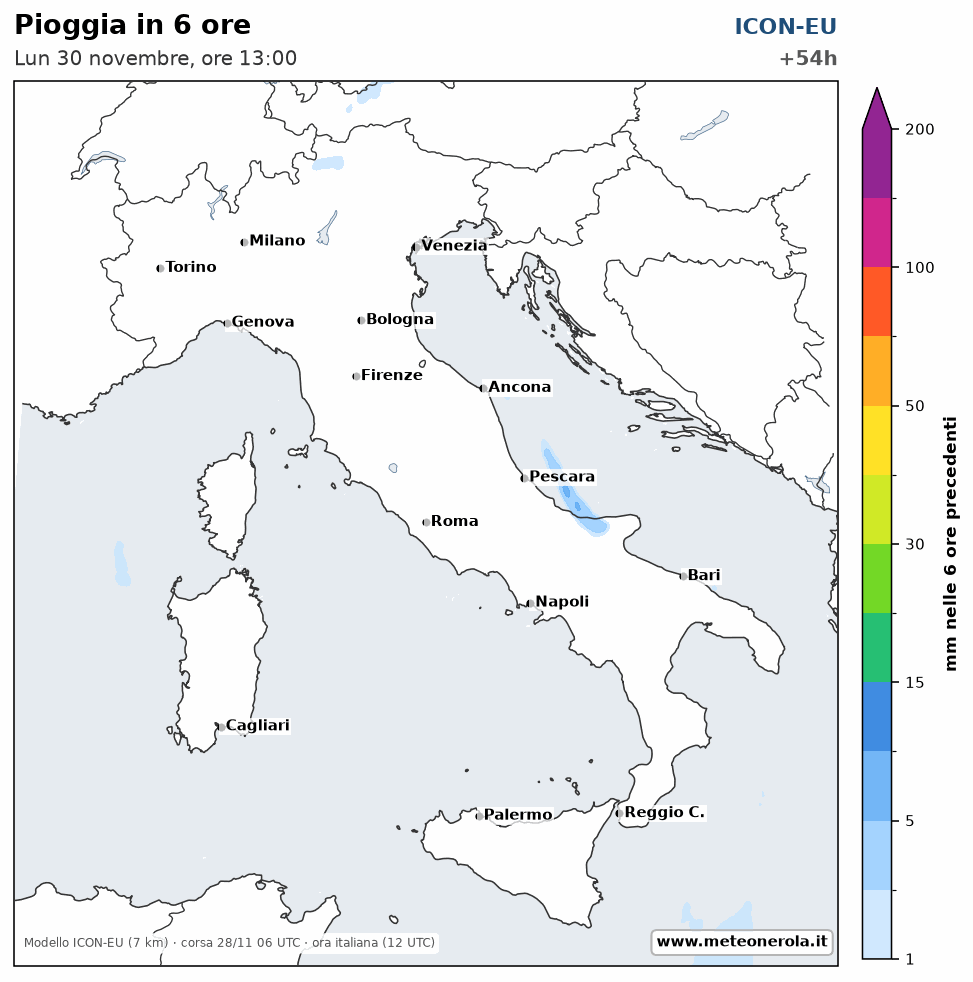 Pioggia in 6 ore
ICON-EU
Lun 30 novembre, ore 13:00
+54h
Milano
Venezia
Torino
Genova
Bologna
Firenze
Ancona
Pescara
Roma
Bari
Napoli
Cagliari
Palermo
Reggio C.
200
100
50
30
15
5
1
mm nelle 6 ore precedenti
Modello ICON-EU (7 km) · corsa 28/11 06 UTC · ora italiana (12 UTC)
www.meteonerola.it